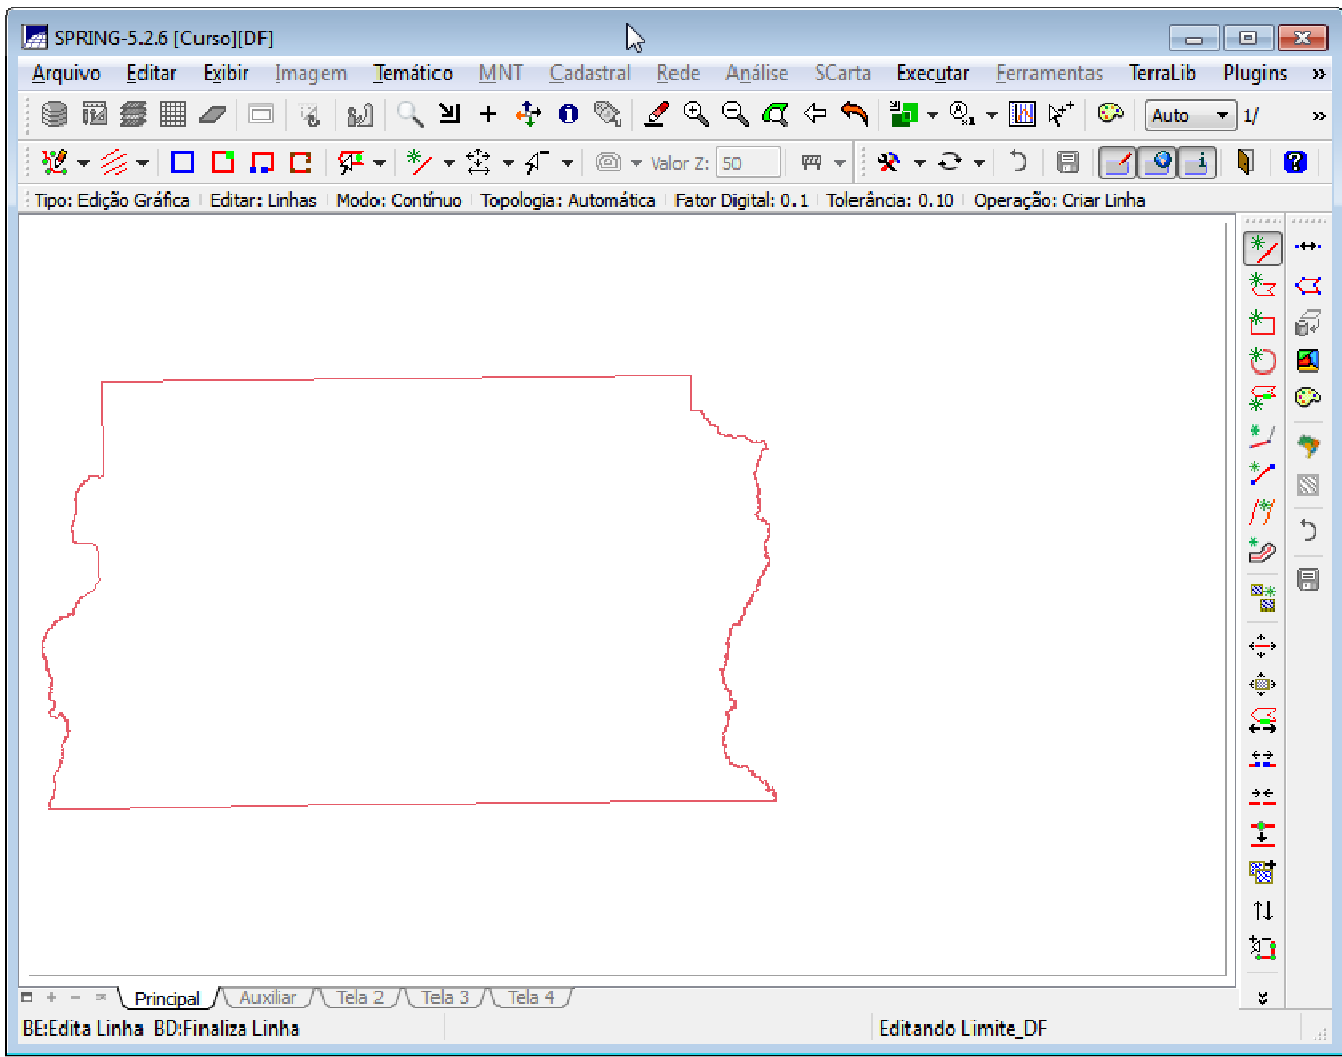 SPRING-5.2.6 [Curso][DF]
Arquivo Editar Exibir Imagem Temático MNT Cadastral Rede Análise SCarta Executar Ferramentas TerraLib Plugins »
Auto 1/ »
Valor Z: 50
Tipo: Edição Gráfica Editar: Linhas Modo: Contínuo Topologia: Automática Fator Digital: 0.1 Tolerância: 0.10 Operação: Criar Linha
Principal Auxiliar Tela 2 Tela 3 Tela 4
BE:Edita Linha BD:Finaliza Linha Editando Limite_DF